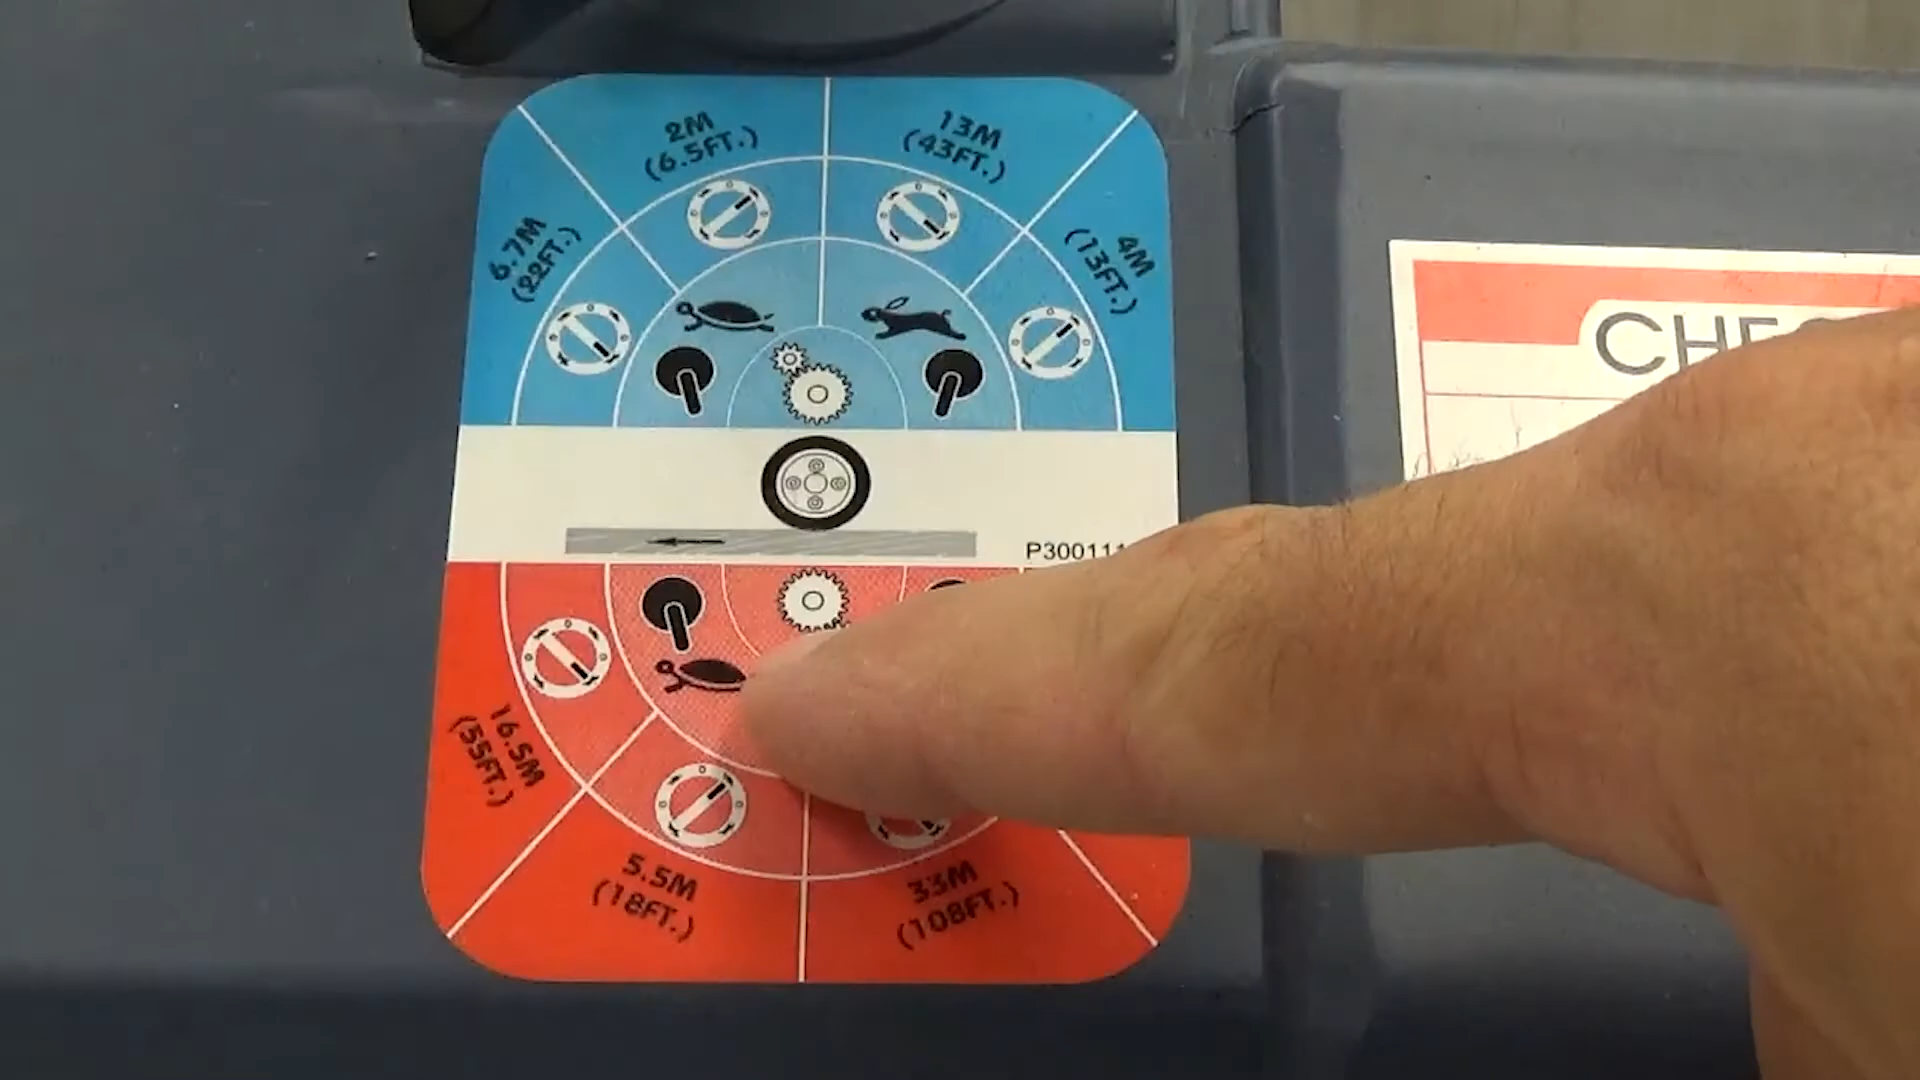 2M
(6.5FT.)
13M
(43FT.)
6.7M
(22FT.)
4M
(13FT.)
P30011
16.5M
(55FT.)
5.5M
(18FT.)
33M
(108FT.)